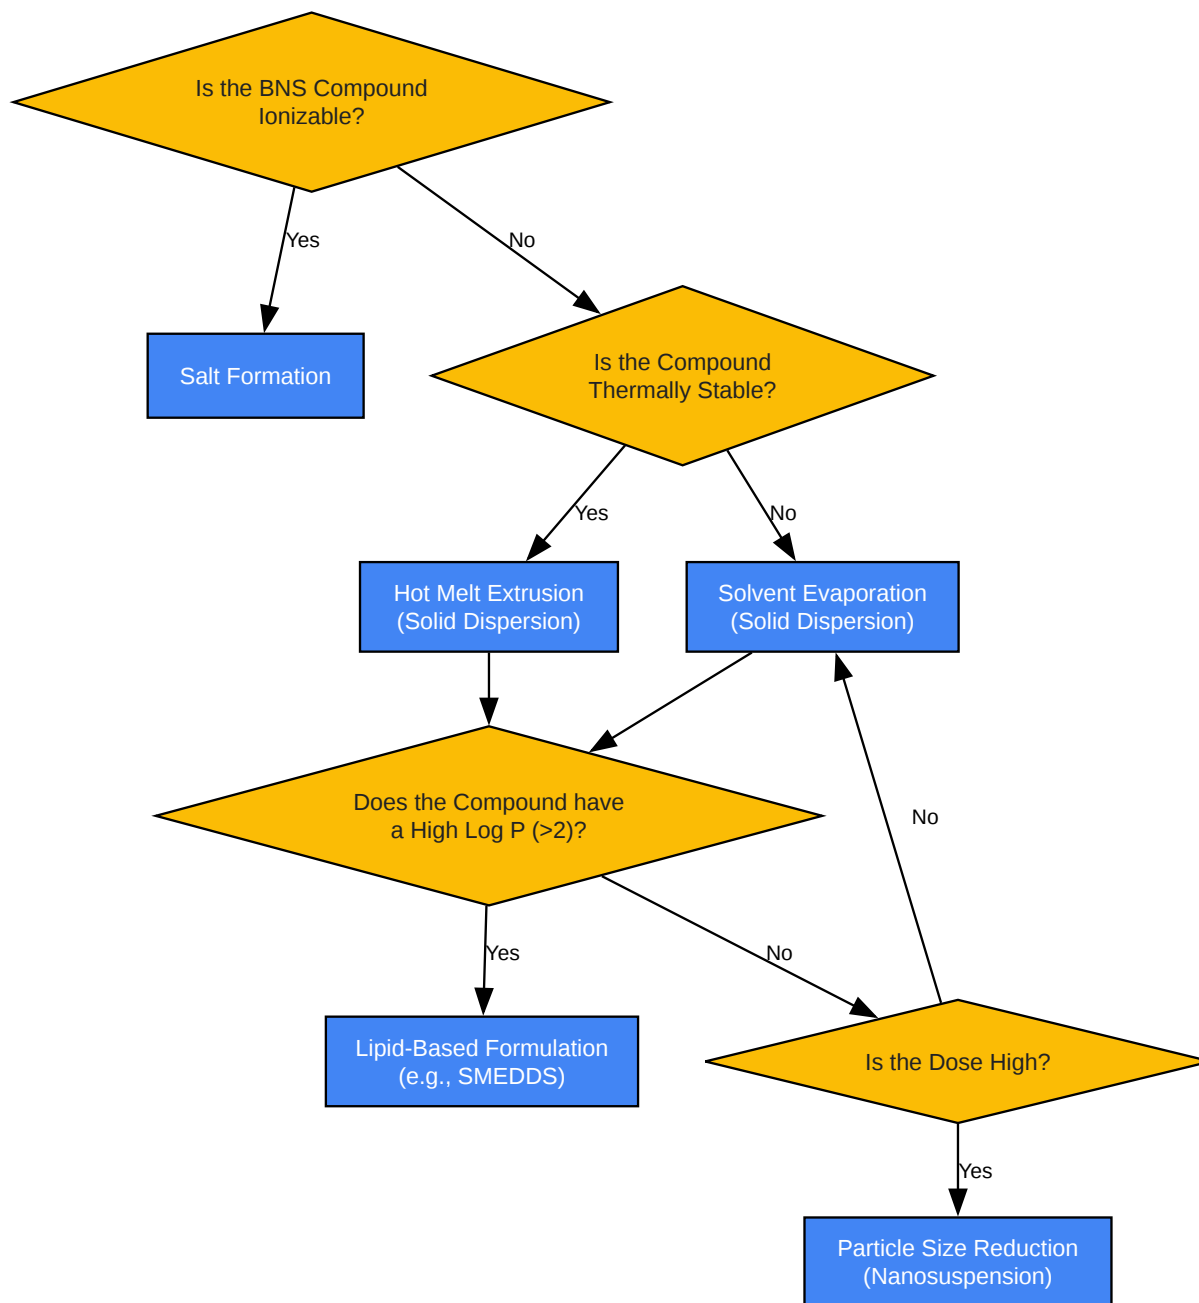 Is the BNS Compound
Ionizable?
Yes
No
Salt Formation
Is the Compound
Thermally Stable?
Yes
No
Hot Melt Extrusion
(Solid Dispersion)
Solvent Evaporation
(Solid Dispersion)
Does the Compound have
a High Log P (>2)?
No
Yes
No
Lipid-Based Formulation
(e.g., SMEDDS)
Is the Dose High?
Yes
Particle Size Reduction
(Nanosuspension)